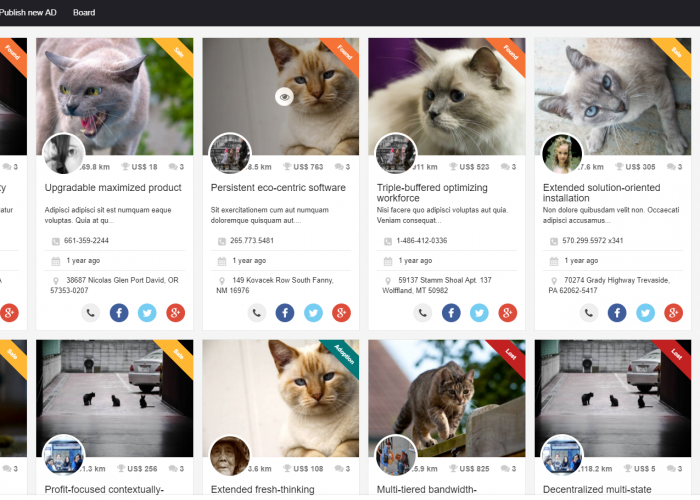 Publish new AD Board
Found
3
Sale
69.8 km US$ 18 3
Upgradable maximized product
Adipisci adipisci sit est numquam eaque
voluptas. Quia at qu...
661-359-2244
1 year ago
38687 Nicolas Glen Port David, OR
57353-0207
Found
8.5 km US$ 763 3
Persistent eco-centric software
Sit exercitationem cum aut numquam
doloremque quisquam aut...
265.773.5481
1 year ago
149 Kovacek Row South Fanny,
NM 16976
Found
911 km US$ 523 3
Triple-buffered optimizing
workforce
Nisi facere quo adipisci voluptas aut quia.
Veniam consequat...
1-486-412-0336
1 year ago
59137 Stamm Shoal Apt. 137
Wolffland, MT 50982
Sale
7.6 km US$ 305 3
Extended solution-oriented
installation
Non dolore quibusdam velit non. Occaecati
adipisci accusamus...
570.299.5972 x341
1 year ago
70274 Grady Highway Trevaside,
PA 62062-5417
Sale
3
Sale
1.3 km US$ 256 3
Profit-focused contextually-
Adoption
3.6 km US$ 108 3
Extended fresh-thinking
Lost
5.9 km US$ 825 3
Multi-tiered bandwidth-
Lost
118.2 km US$ 5 3
Decentralized multi-state